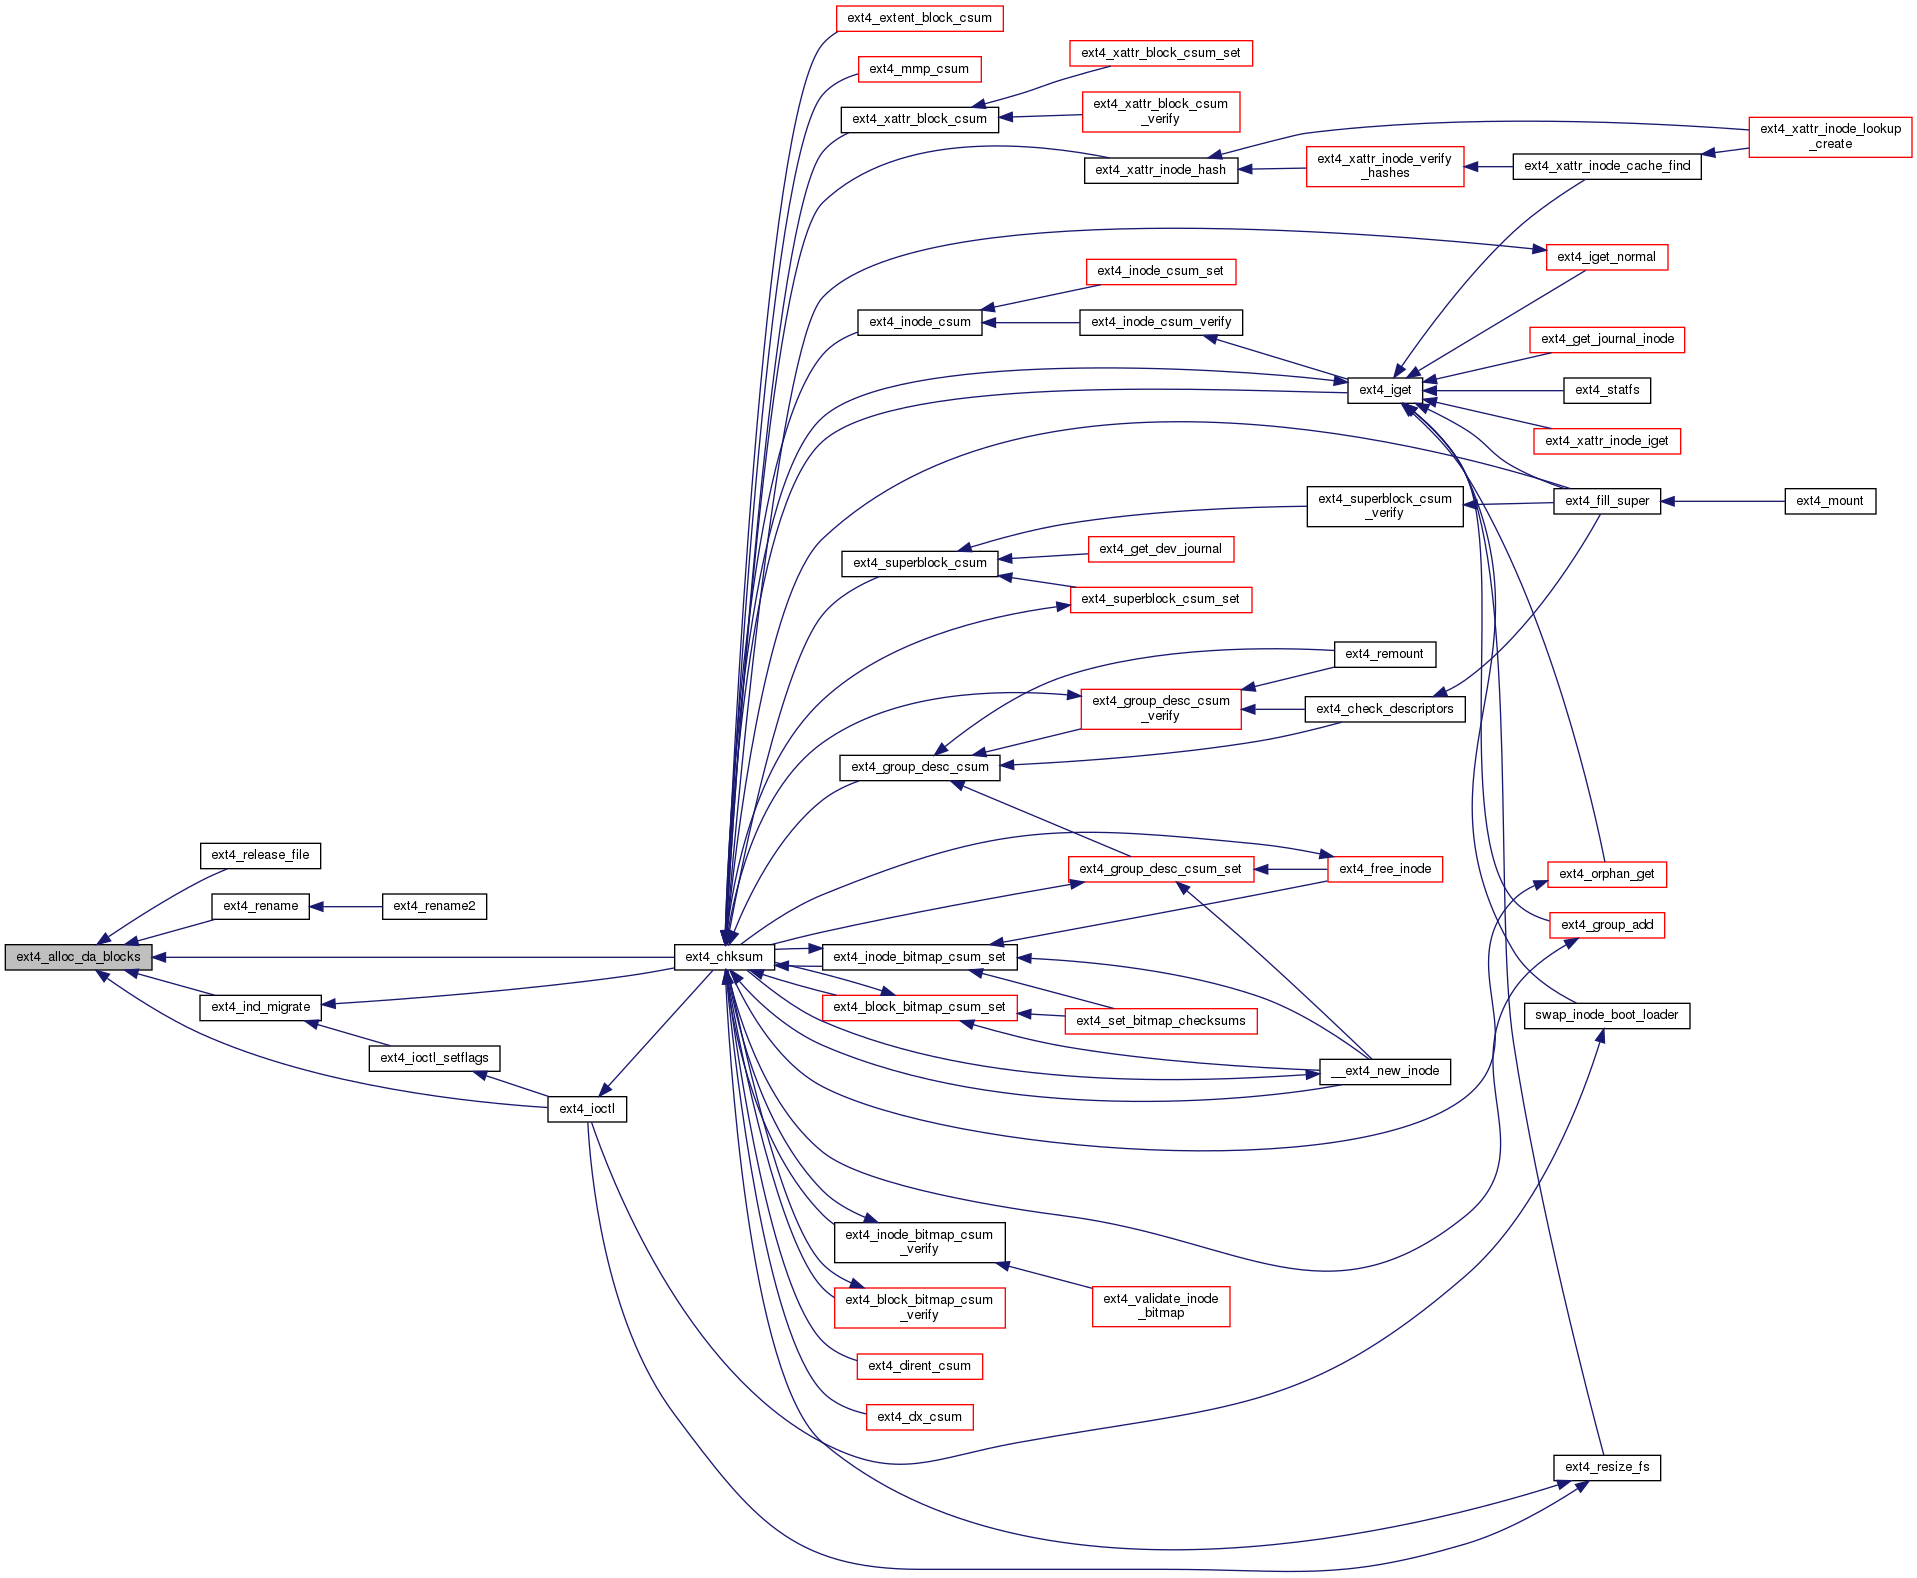 ext4_extent_block_csum
ext4_xattr_block_csum_set
ext4_mmp_csum
ext4_xattr_block_csum
_verify
ext4_xattr_block_csum
ext4_xattr_inode_lookup
_create
ext4_xattr_inode_verify
_hashes
ext4_xattr_inode_cache_find
ext4_xattr_inode_hash
ext4_iget_normal
ext4_inode_csum_set
ext4_inode_csum
ext4_inode_csum_verify
ext4_get_journal_inode
ext4_iget
ext4_statfs
ext4_xattr_inode_iget
ext4_superblock_csum
_verify
ext4_fill_super
ext4_mount
ext4_get_dev_journal
ext4_superblock_csum
ext4_superblock_csum_set
ext4_remount
ext4_group_desc_csum
_verify
ext4_check_descriptors
ext4_group_desc_csum
ext4_release_file
ext4_group_desc_csum_set
ext4_free_inode
ext4_orphan_get
ext4_rename
ext4_rename2
ext4_group_add
ext4_alloc_da_blocks
ext4_chksum
ext4_inode_bitmap_csum_set
ext4_ind_migrate
ext4_block_bitmap_csum_set
ext4_set_bitmap_checksums
swap_inode_boot_loader
ext4_ioctl_setflags
__ext4_new_inode
ext4_ioctl
ext4_inode_bitmap_csum
_verify
ext4_block_bitmap_csum
_verify
ext4_validate_inode
_bitmap
ext4_dirent_csum
ext4_dx_csum
ext4_resize_fs